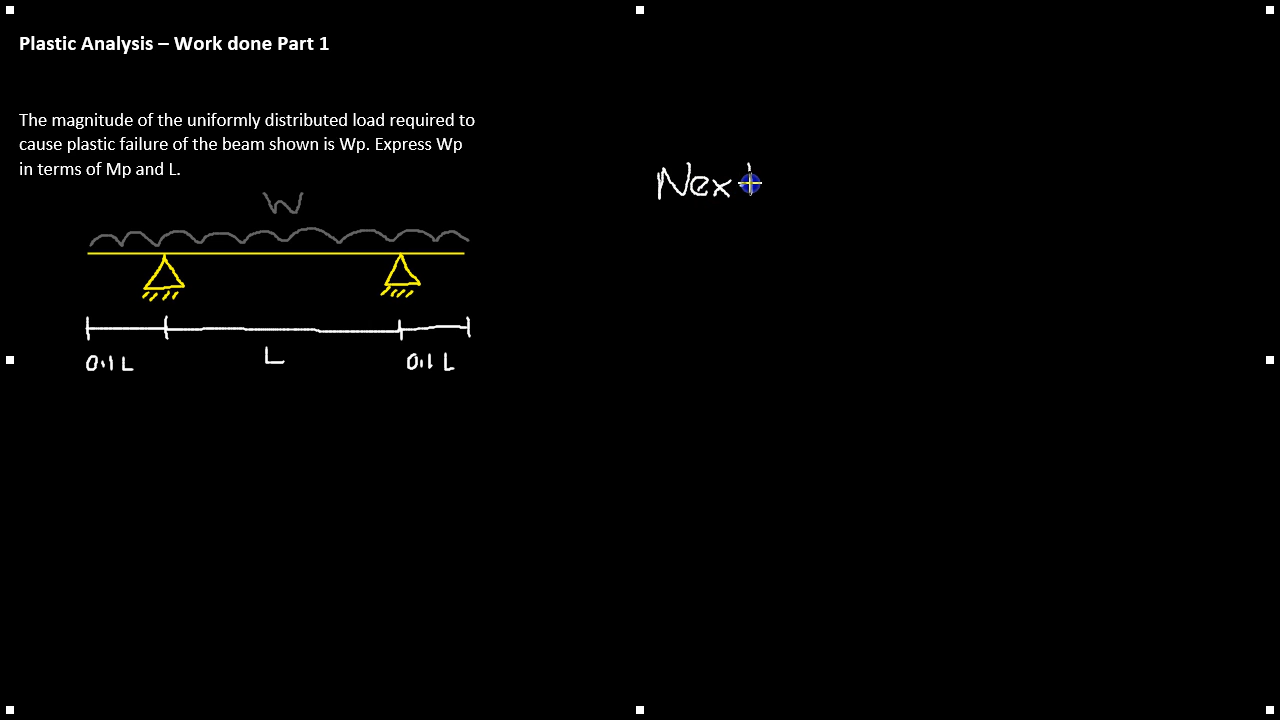 Plastic Analysis – Work done Part 1
The magnitude of the uniformly distributed load required to
cause plastic failure of the beam shown is Wp. Express Wp
in terms of Mp and L.
W
0.1 L
L
0.1 L
Next